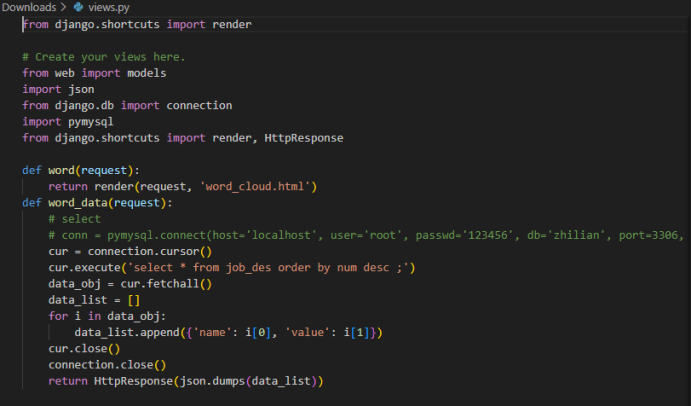 Downloads > views.py
from django.shortcuts import render
# Create your views here.
from web import models
import json
from django.db import connection
import pymysql
from django.shortcuts import render, HttpResponse
def word(request):
    return render(request, 'word_cloud.html')
def word_data(request):
    # select
    # conn = pymysql.connect(host='localhost', user='root', passwd='123456', db='zhilian', port=3306,
    cur = connection.cursor()
    cur.execute('select * from job_des order by num desc ;')
    data_obj = cur.fetchall()
    data_list = []
    for i in data_obj:
        data_list.append({'name': i[0], 'value': i[1]})
    cur.close()
    connection.close()
    return HttpResponse(json.dumps(data_list))